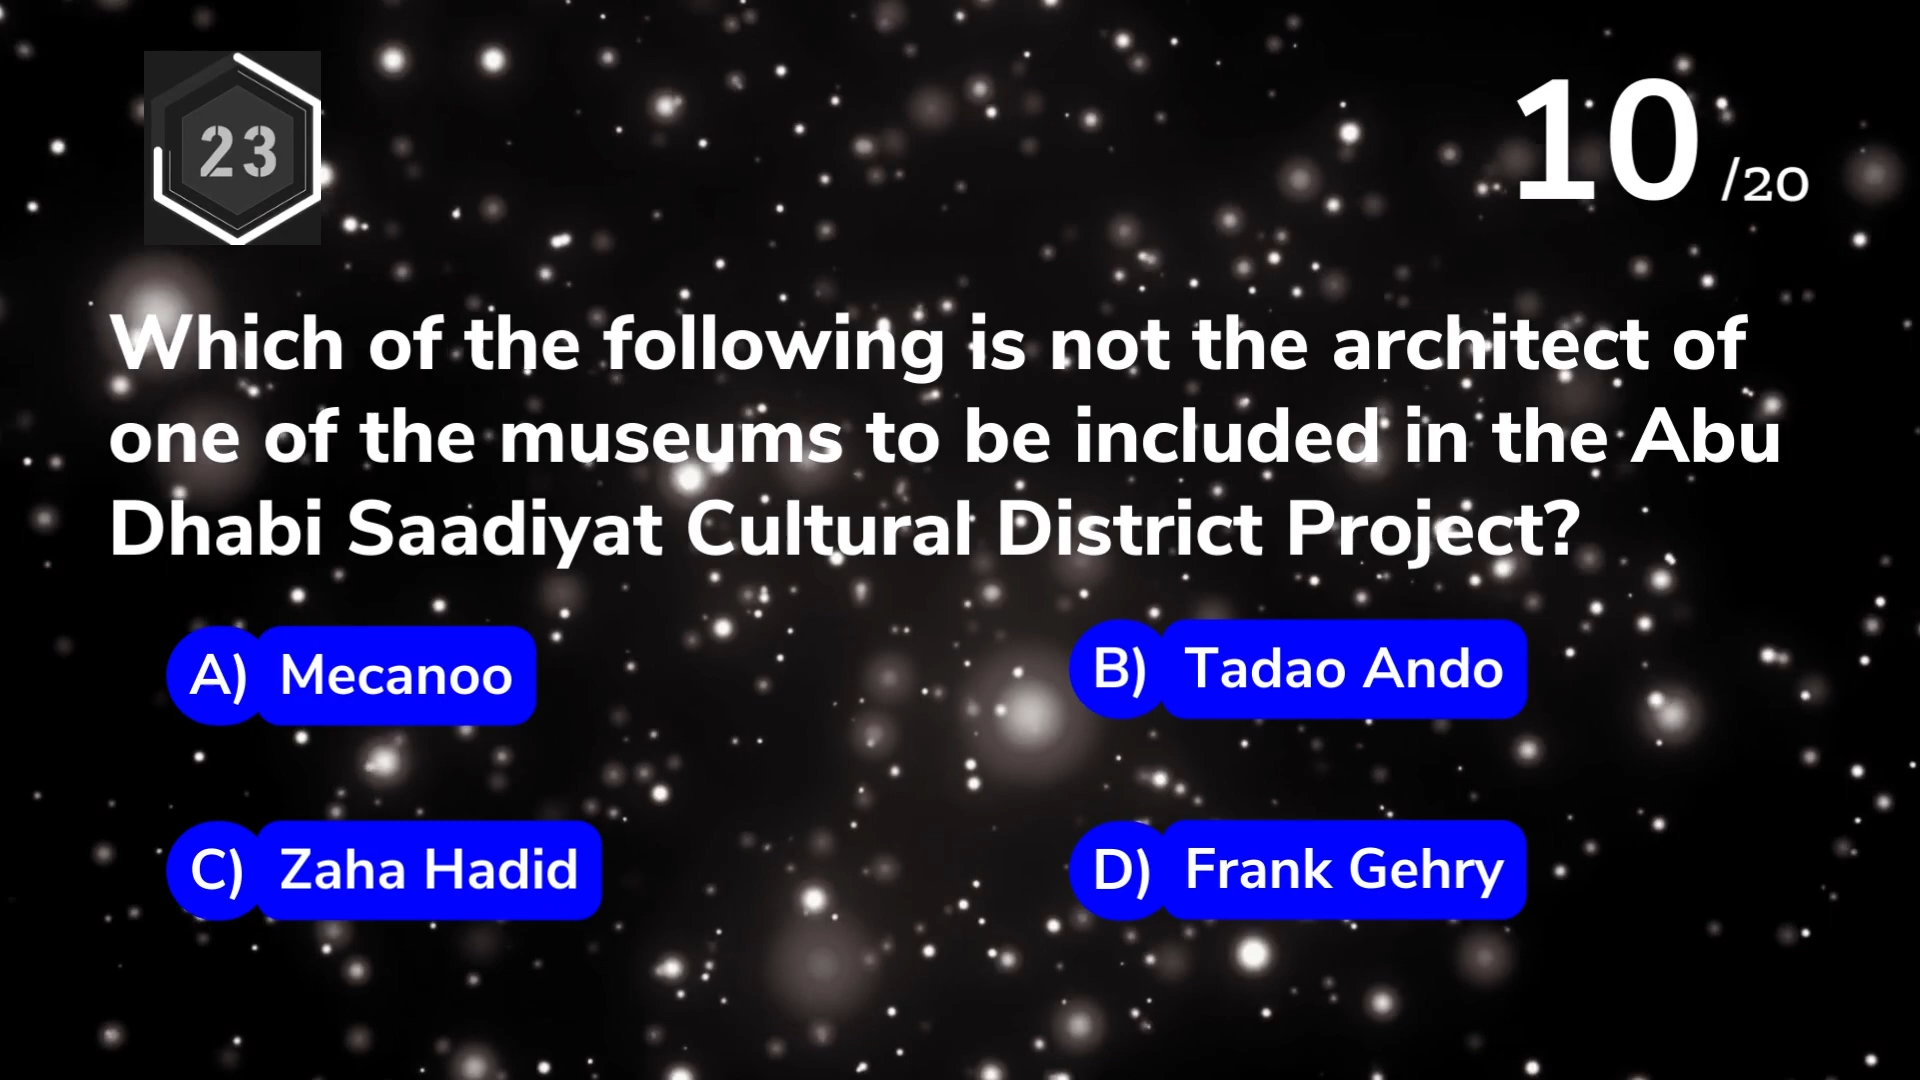 23
10 /20
Which of the following is not the architect of
one of the museums to be included in the Abu
Dhabi Saadiyat Cultural District Project?
A) Mecanoo
B) Tadao Ando
C) Zaha Hadid
D) Frank Gehry